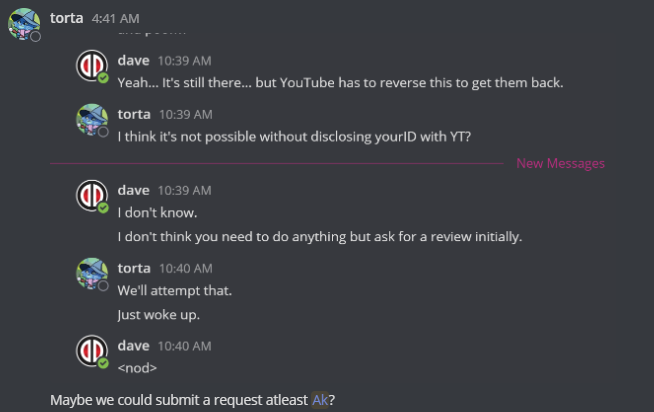 torta 4:41 AM
dave 10:39 AM
Yeah... It's still there... but YouTube has to reverse this to get them back.
torta 10:39 AM
I think it's not possible without disclosing yourID with YT?
New Messages
dave 10:39 AM
I don't know.
I don't think you need to do anything but ask for a review initially.
torta 10:40 AM
We'll attempt that.
Just woke up.
dave 10:40 AM
<nod>
Maybe we could submit a request atleast Ak?